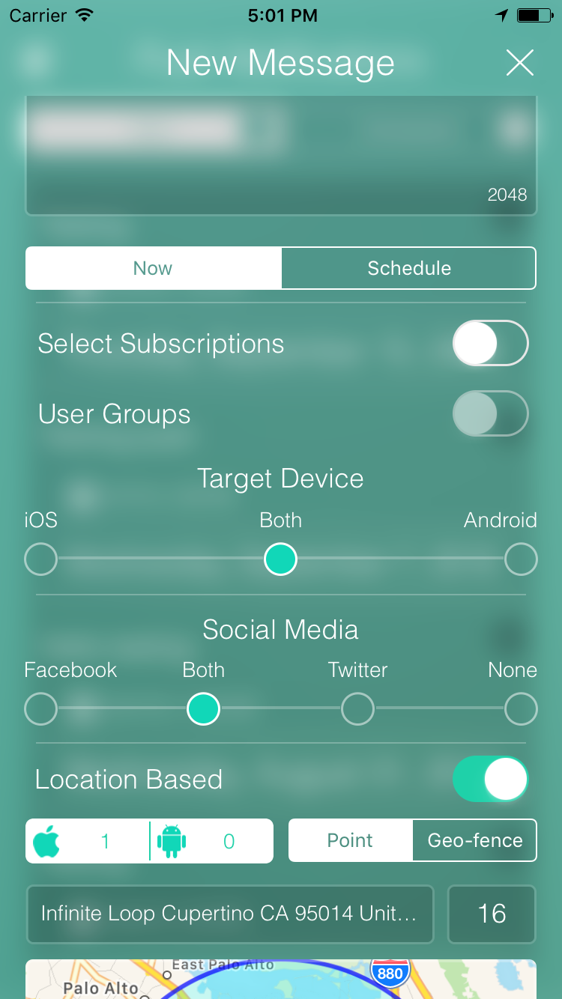 Carrier 5:01 PM
New Message
2048
Now Schedule
Select Subscriptions
User Groups
Target Device
iOS Both Android
Social Media
Facebook Both Twitter None
Location Based
1 0 Point Geo-fence
Infinite Loop Cupertino CA 95014 Unit... 16
East Palo Alto
880
Palo Alto